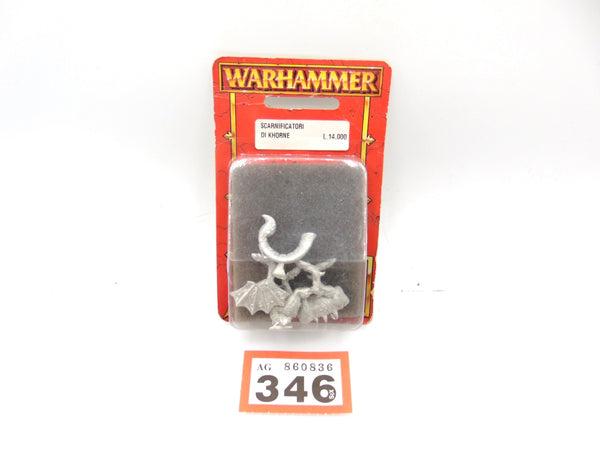 WARHAMMER
SCARNIFICATORI
DI KHORNE L.14.000
AG 860836
346